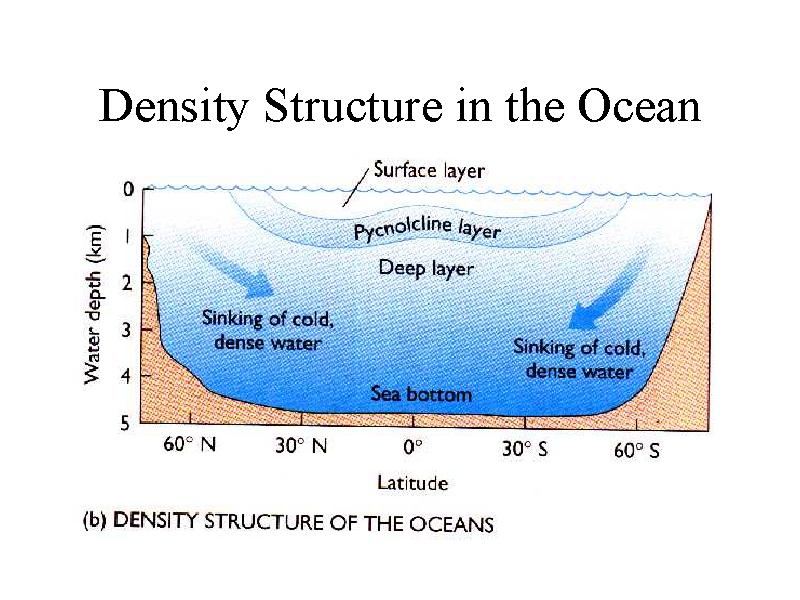 Density Structure in the Ocean
Surface layer
0
Pycnolcline layer
1
Deep layer
2
Sinking of cold,
dense water
3
Sinking of cold,
dense water
4
Sea bottom
5
Water depth (km)
60° N 30° N 0° 30° S 60° S
Latitude
(b) DENSITY STRUCTURE OF THE OCEANS